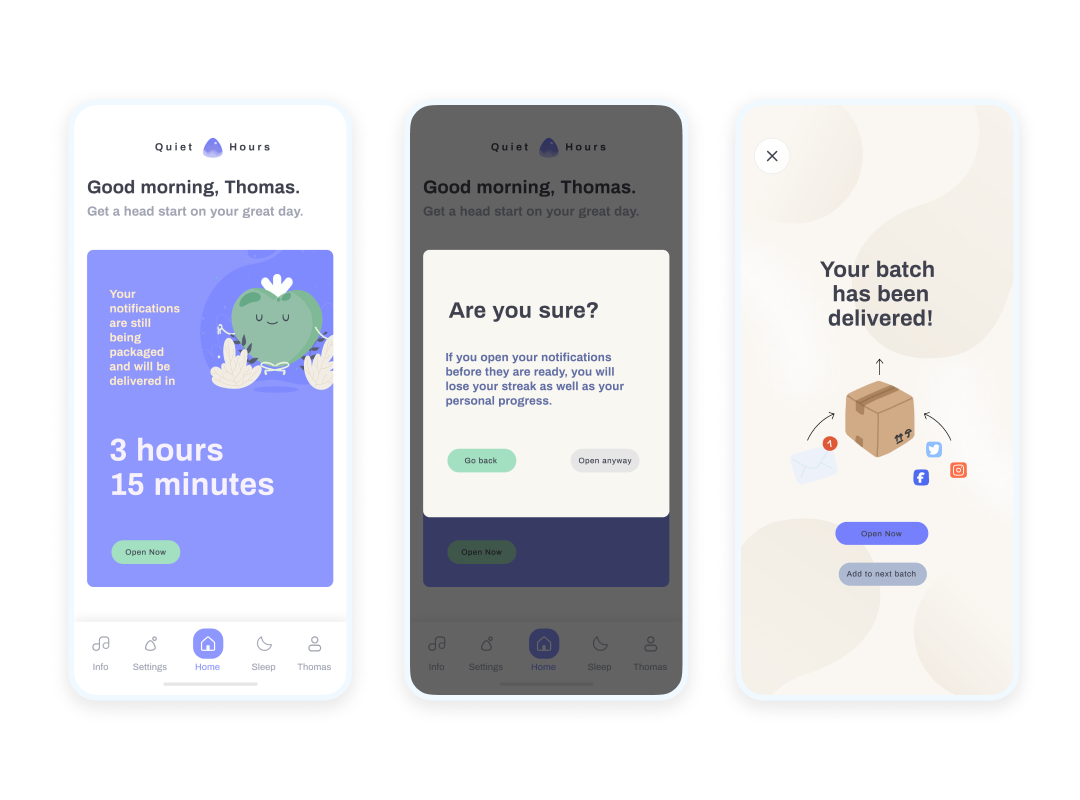 Quiet Hours
Good morning, Thomas.
Get a head start on your great day.
Your
notifications
are still
being
packaged
and will be
delivered in
3 hours
15 minutes
Open Now
Info Settings Home Sleep Thomas
Quiet Hours
Good morning, Thomas.
Get a head start on your great day.
Are you sure?
If you open your notifications
before they are ready, you will
lose your streak as well as your
personal progress.
Go back Open anyway
Open Now
Info Settings Home Sleep Thomas
Your batch
has been
delivered!
1
Open Now
Add to next batch